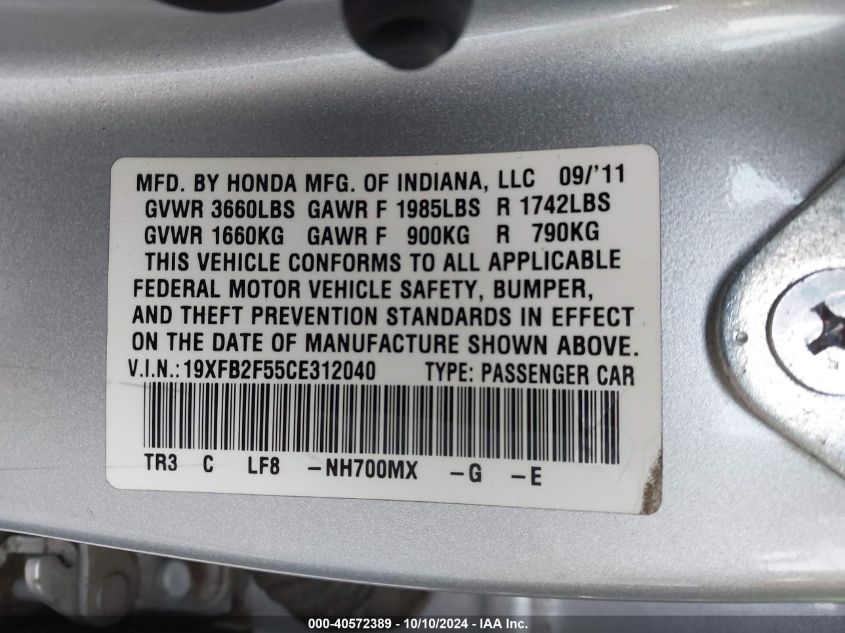 MFD. BY HONDA MFG. OF INDIANA, LLC 09/'11
GVWR 3660LBS GAWR F 1985LBS R 1742LBS
GVWR 1660KG GAWR F 900KG R 790KG
THIS VEHICLE CONFORMS TO ALL APPLICABLE
FEDERAL MOTOR VEHICLE SAFETY, BUMPER,
AND THEFT PREVENTION STANDARDS IN EFFECT
ON THE DATE OF MANUFACTURE SHOWN ABOVE.
V.I.N.:19XFB2F55CE312040 TYPE: PASSENGER CAR
TR3 C LF8 -NH700MX -G -E
000-40572389 - 10/10/2024 - IAA Inc.